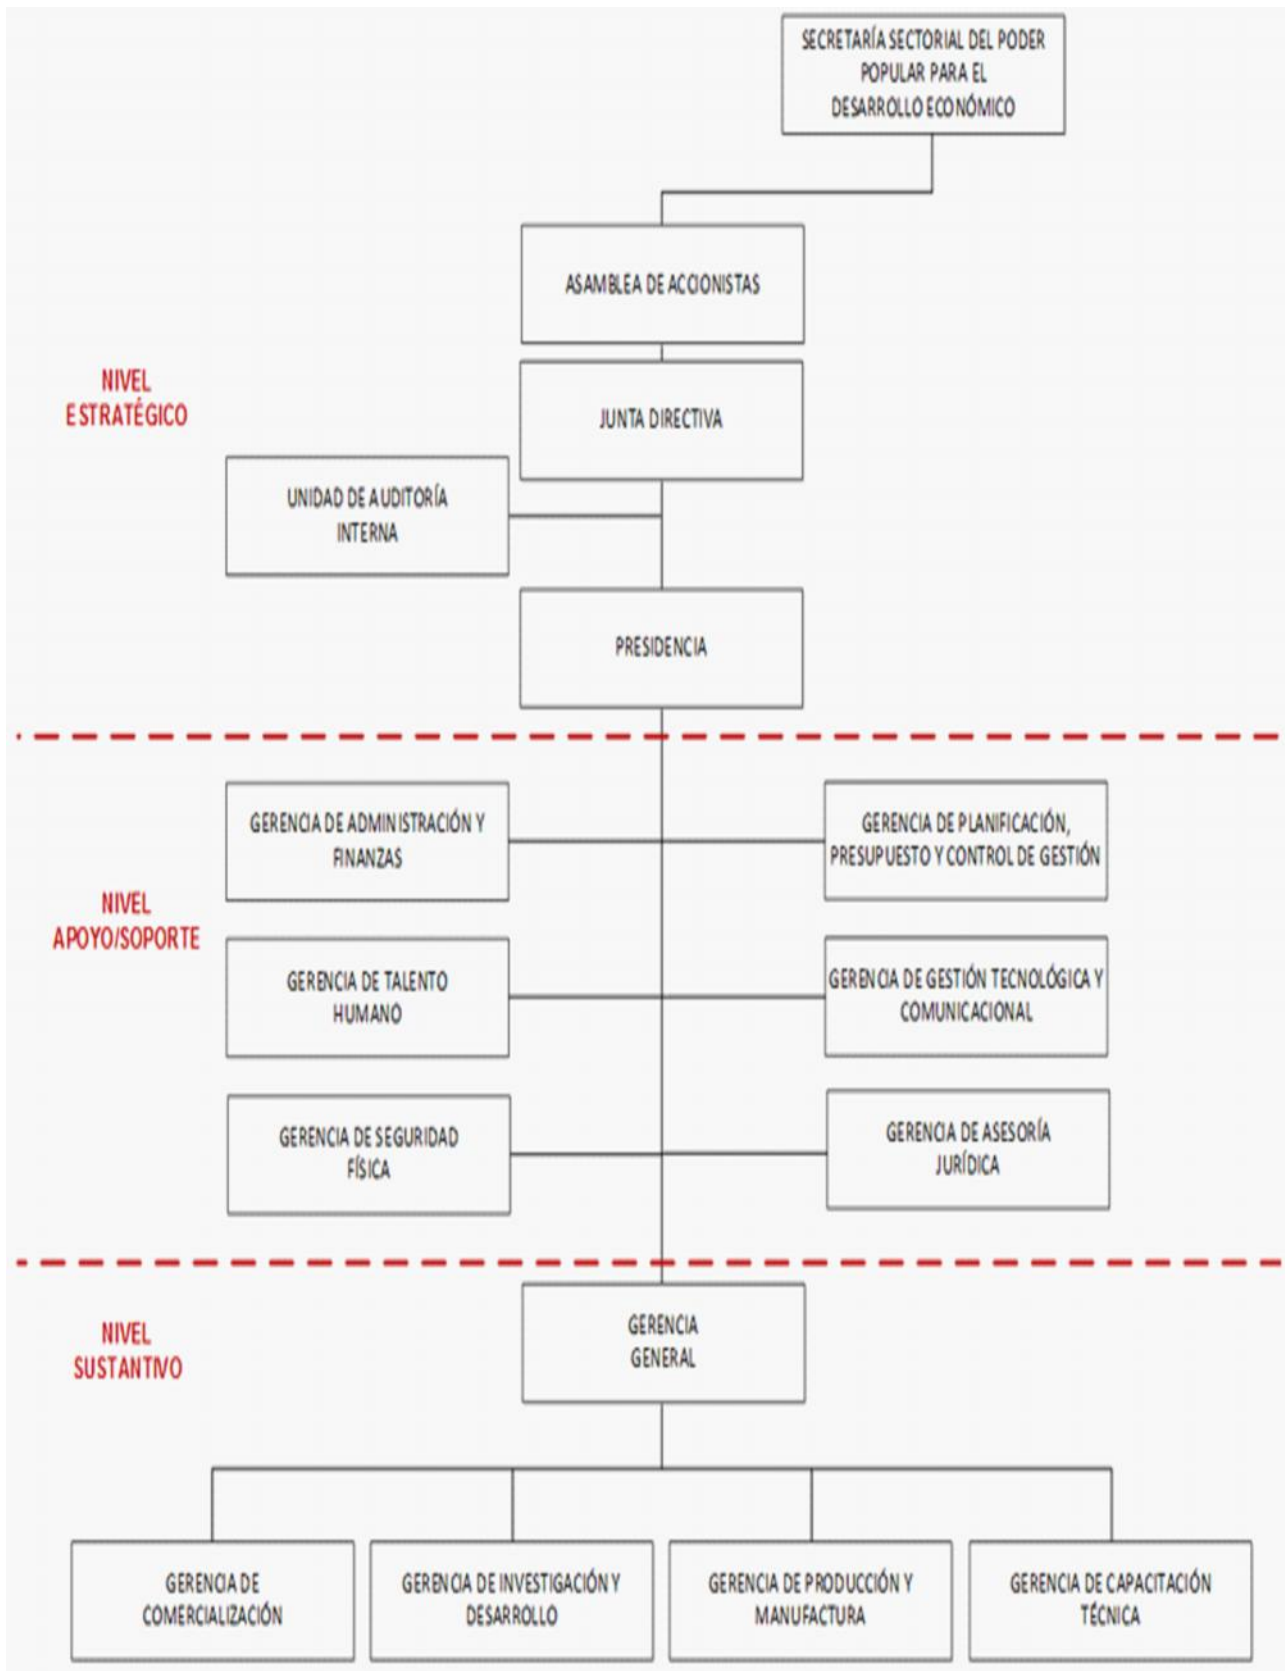 SECRETARÍA SECTORIAL DEL PODER
POPULAR PARA EL
DESARROLLO ECONÓMICO
ASAMBLEA DE ACCIONISTAS
NIVEL
ESTRATÉGICO
JUNTA DIRECTIVA
UNIDAD DE AUDITORÍA
INTERNA
PRESIDENCIA
GERENCIA DE ADMINISTRACIÓN Y
FINANZAS
GERENCIA DE PLANIFICACIÓN,
PRESUPUESTO Y CONTROL DE GESTIÓN
NIVEL
APOYO/SOPORTE
GERENCIA DE TALENTO
HUMANO
GERENCIA DE GESTIÓN TECNOLÓGICA Y
COMUNICACIONAL
GERENCIA DE SEGURIDAD
FÍSICA
GERENCIA DE ASESORÍA
JURÍDICA
NIVEL
SUSTANTIVO
GERENCIA
GENERAL
GERENCIA DE
COMERCIALIZACIÓN
GERENCIA DE INVESTIGACIÓN Y
DESARROLLO
GERENCIA DE PRODUCCIÓN Y
MANUFACTURA
GERENCIA DE CAPACITACIÓN
TÉCNICA